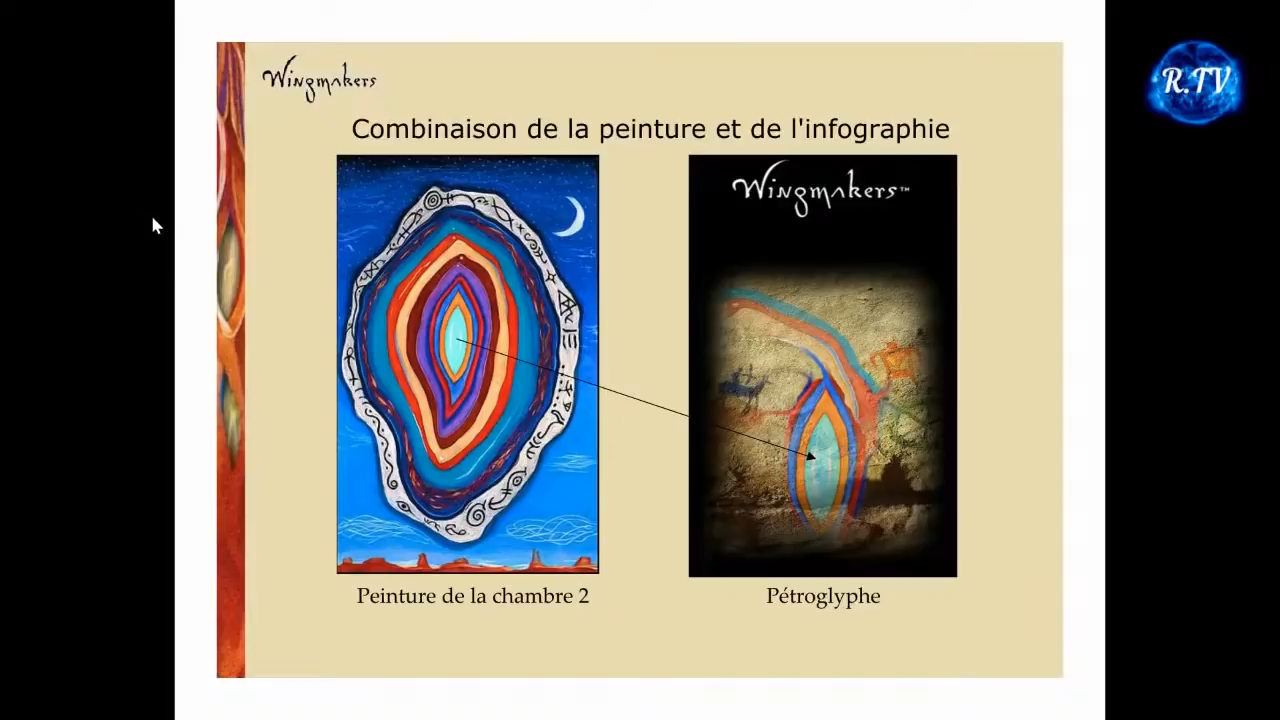 Wingmakers
R.TV
Combinaison de la peinture et de l'infographie
Wingmakers™
Peinture de la chambre 2
Pétroglyphe